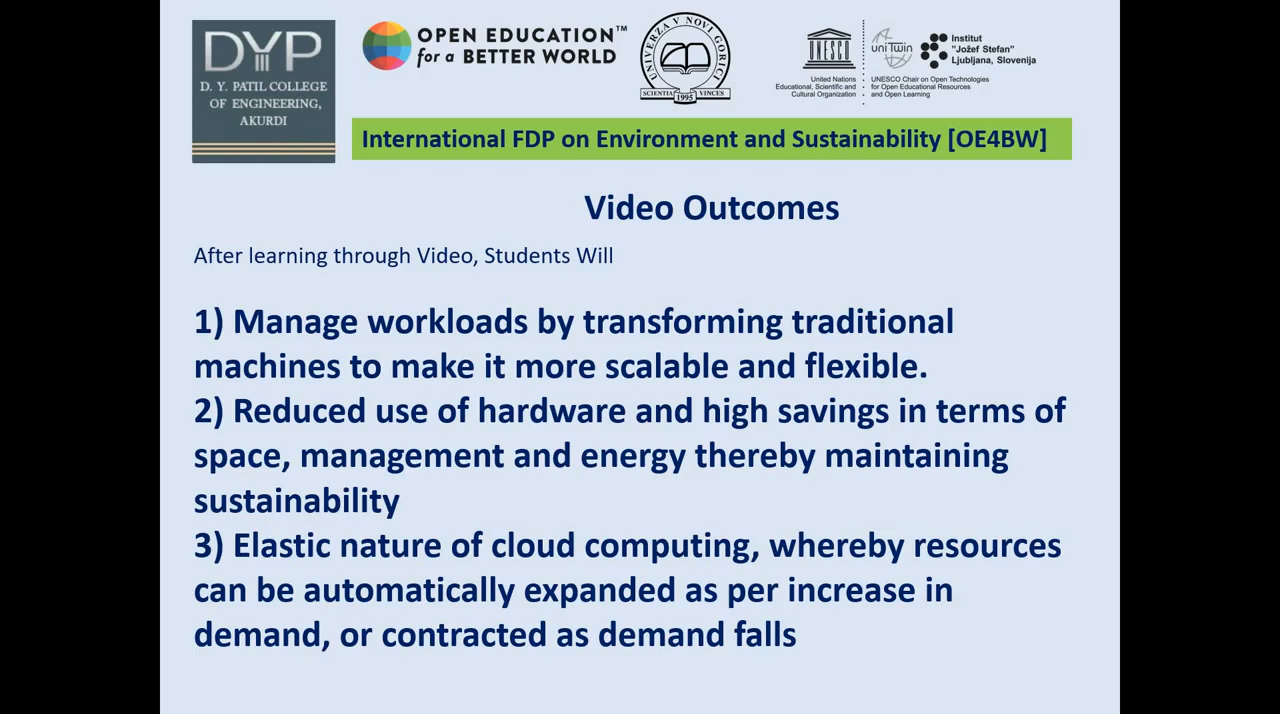 DYP
D. Y. PATIL COLLEGE
OF ENGINEERING,
AKURDI
OPEN EDUCATION™
for a BETTER WORLD
UNIVERZA V NOVI GORICI
SCIENTIA VINCES
1995
UNESCO
United Nations
Educational, Scientific and
Cultural Organization
uniTwin
Institut
"Jožef Stefan"
Ljubljana, Slovenija
UNESCO Chair on Open Technologies
for Open Educational Resources
and Open Learning
International FDP on Environment and Sustainability [OE4BW]
Video Outcomes
After learning through Video, Students Will
1) Manage workloads by transforming traditional
machines to make it more scalable and flexible.
2) Reduced use of hardware and high savings in terms of
space, management and energy thereby maintaining
sustainability
3) Elastic nature of cloud computing, whereby resources
can be automatically expanded as per increase in
demand, or contracted as demand falls